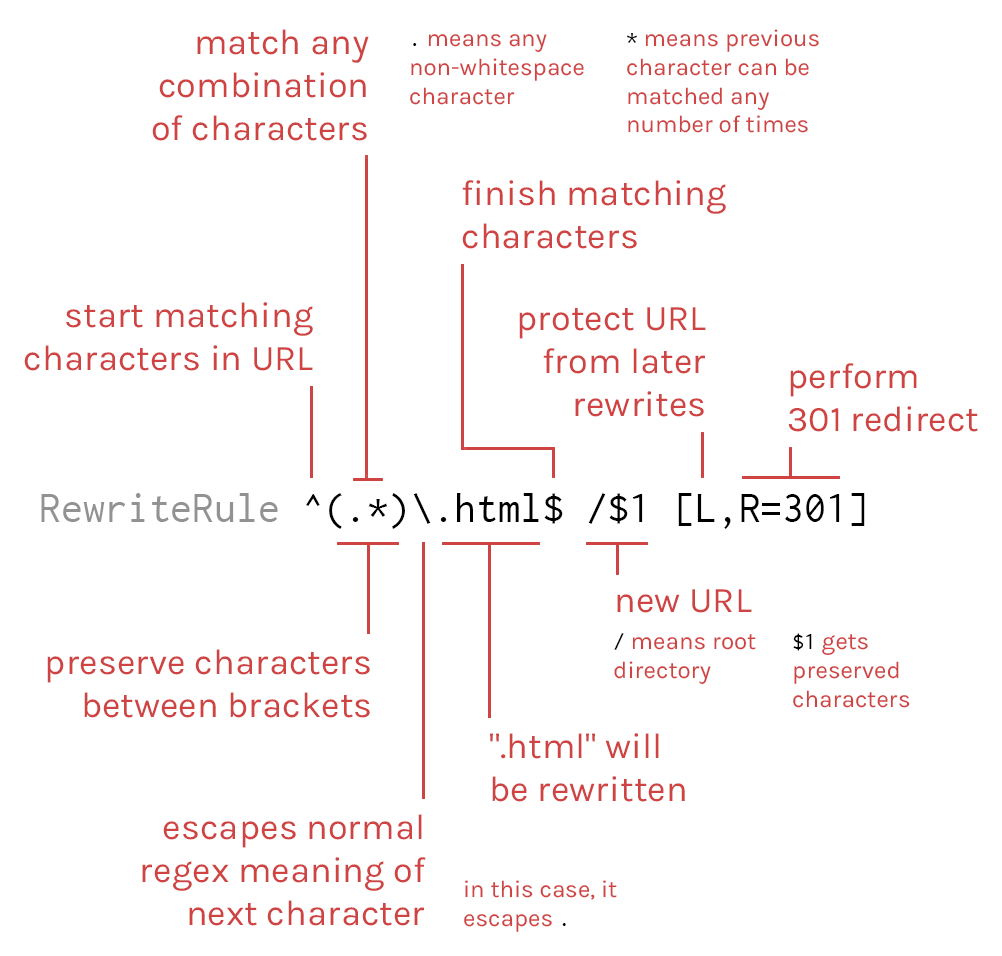 match any
combination
of characters
. means any
non-whitespace
character
* means previous
character can be
matched any
number of times
finish matching
characters
start matching
characters in URL
protect URL
from later
rewrites
perform
301 redirect
RewriteRule ^(.*)\.html$ /$1 [L,R=301]
new URL
/ means root
directory
$1 gets
preserved
characters
preserve characters
between brackets
".html" will
be rewritten
escapes normal
regex meaning of
next character
in this case, it
escapes .